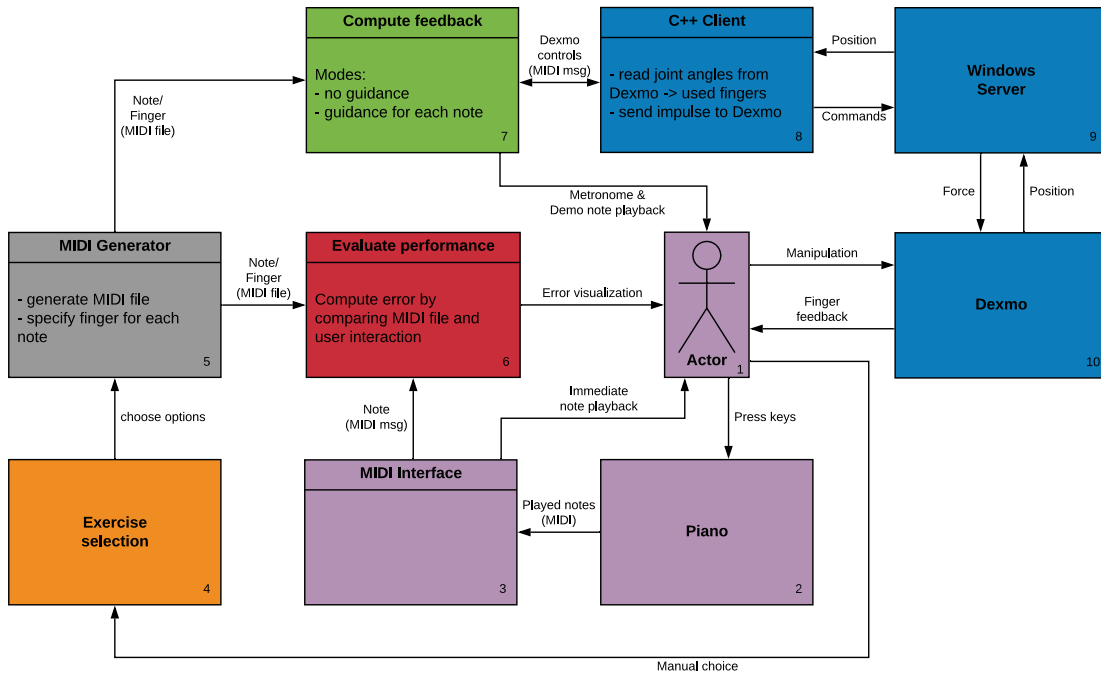 Compute feedback
Modes:
- no guidance
- guidance for each note
7
Dexmo
controls
(MIDI msg)
C++ Client
- read joint angles from
Dexmo -> used fingers
- send impulse to Dexmo
8
Position
Commands
Windows
Server
9
Note/
Finger
(MIDI file)
Metronome &
Demo note playback
Force
Position
MIDI Generator
- generate MIDI file
- specify finger for each
note
5
Note/
Finger
(MIDI file)
Evaluate performance
Compute error by
comparing MIDI file and
user interaction
6
Error visualization
Actor
1
Manipulation
Finger
feedback
Dexmo
10
choose options
Note
(MIDI msg)
Immediate
note playback
Press keys
Exercise
selection
4
MIDI Interface
3
Played notes
(MIDI)
Piano
2
Manual choice